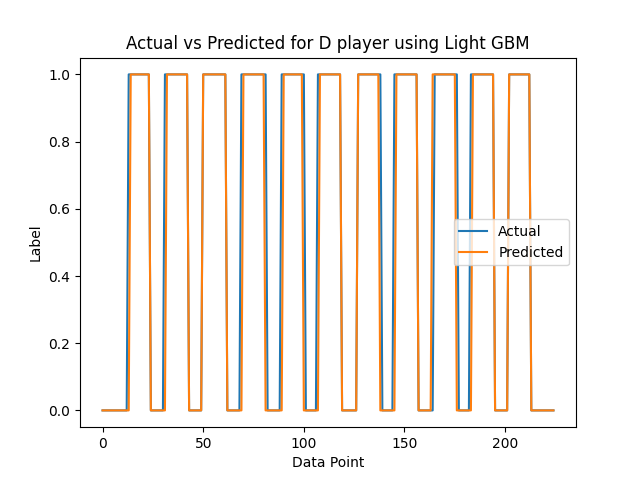 Actual vs Predicted for D player using Light GBM
1.0
0.8
0.6
0.4
0.2
0.0
Label
Actual
Predicted
0 50 100 150 200
Data Point